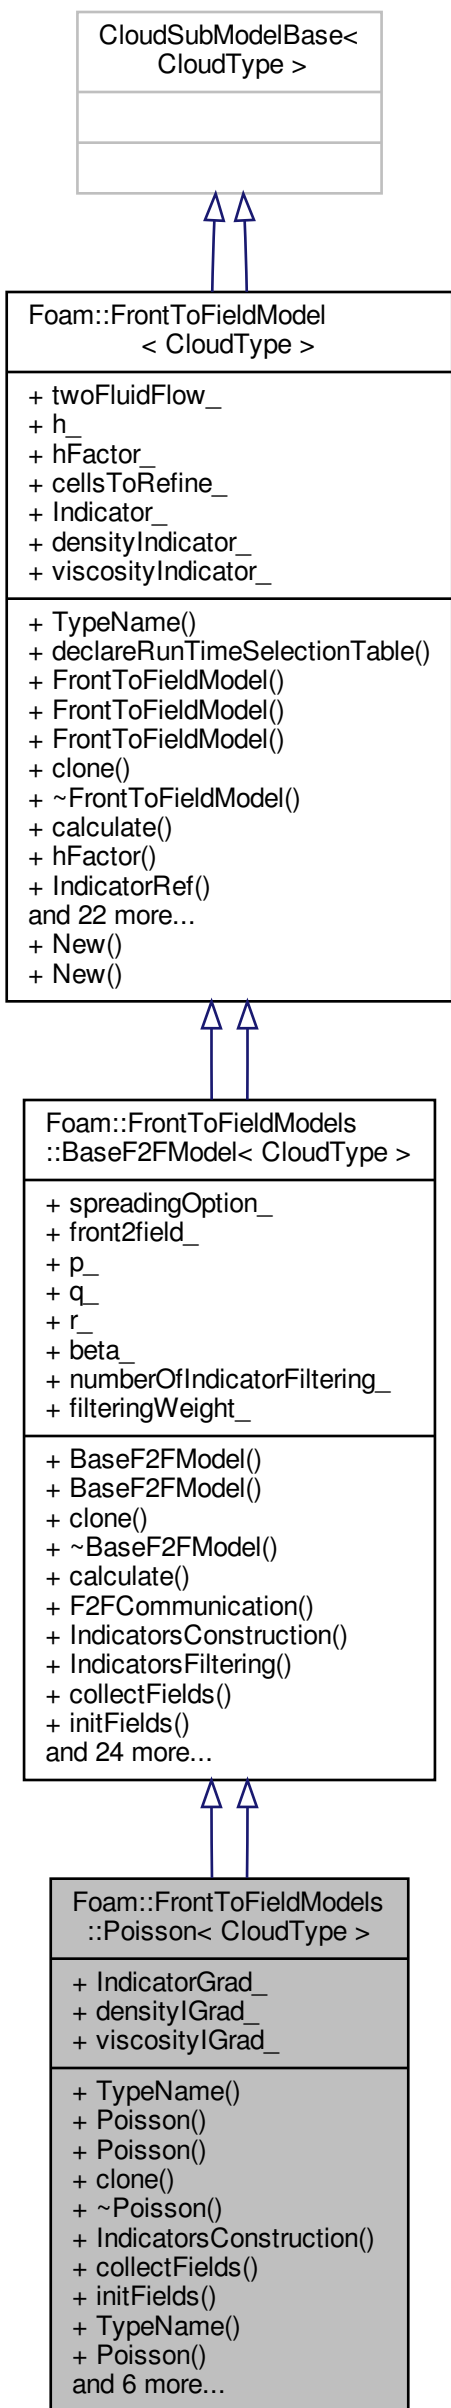 CloudSubModelBase<
CloudType >
Foam::FrontToFieldModel
< CloudType >
+ twoFluidFlow_
+ h_
+ hFactor_
+ cellsToRefine_
+ Indicator_
+ densityIndicator_
+ viscosityIndicator_
+ TypeName()
+ declareRunTimeSelectionTable()
+ FrontToFieldModel()
+ FrontToFieldModel()
+ FrontToFieldModel()
+ clone()
+ ~FrontToFieldModel()
+ calculate()
+ hFactor()
+ IndicatorRef()
and 22 more...
+ New()
+ New()
Foam::FrontToFieldModels
::BaseF2FModel< CloudType >
+ spreadingOption_
+ front2field_
+ p_
+ q_
+ r_
+ beta_
+ numberOfIndicatorFiltering_
+ filteringWeight_
+ BaseF2FModel()
+ BaseF2FModel()
+ clone()
+ ~BaseF2FModel()
+ calculate()
+ F2FCommunication()
+ IndicatorsConstruction()
+ IndicatorsFiltering()
+ collectFields()
+ initFields()
and 24 more...
Foam::FrontToFieldModels
::Poisson< CloudType >
+ IndicatorGrad_
+ densityIGrad_
+ viscosityIGrad_
+ TypeName()
+ Poisson()
+ Poisson()
+ clone()
+ ~Poisson()
+ IndicatorsConstruction()
+ collectFields()
+ initFields()
+ TypeName()
+ Poisson()
and 6 more...